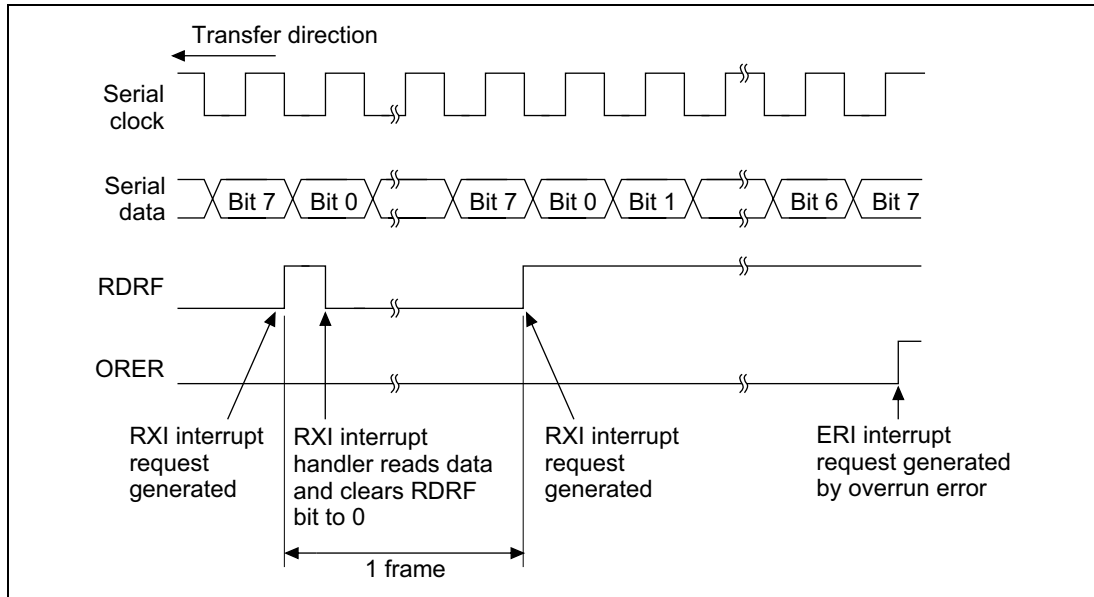 Transfer direction
Serial
clock
Serial
data
Bit 7
Bit 0
Bit 7
Bit 0
Bit 1
Bit 6
Bit 7
RDRF
ORER
RXI interrupt
request
generated
RXI interrupt
handler reads data
and clears RDRF
bit to 0
RXI interrupt
request
generated
ERI interrupt
request generated
by overrun error
1 frame